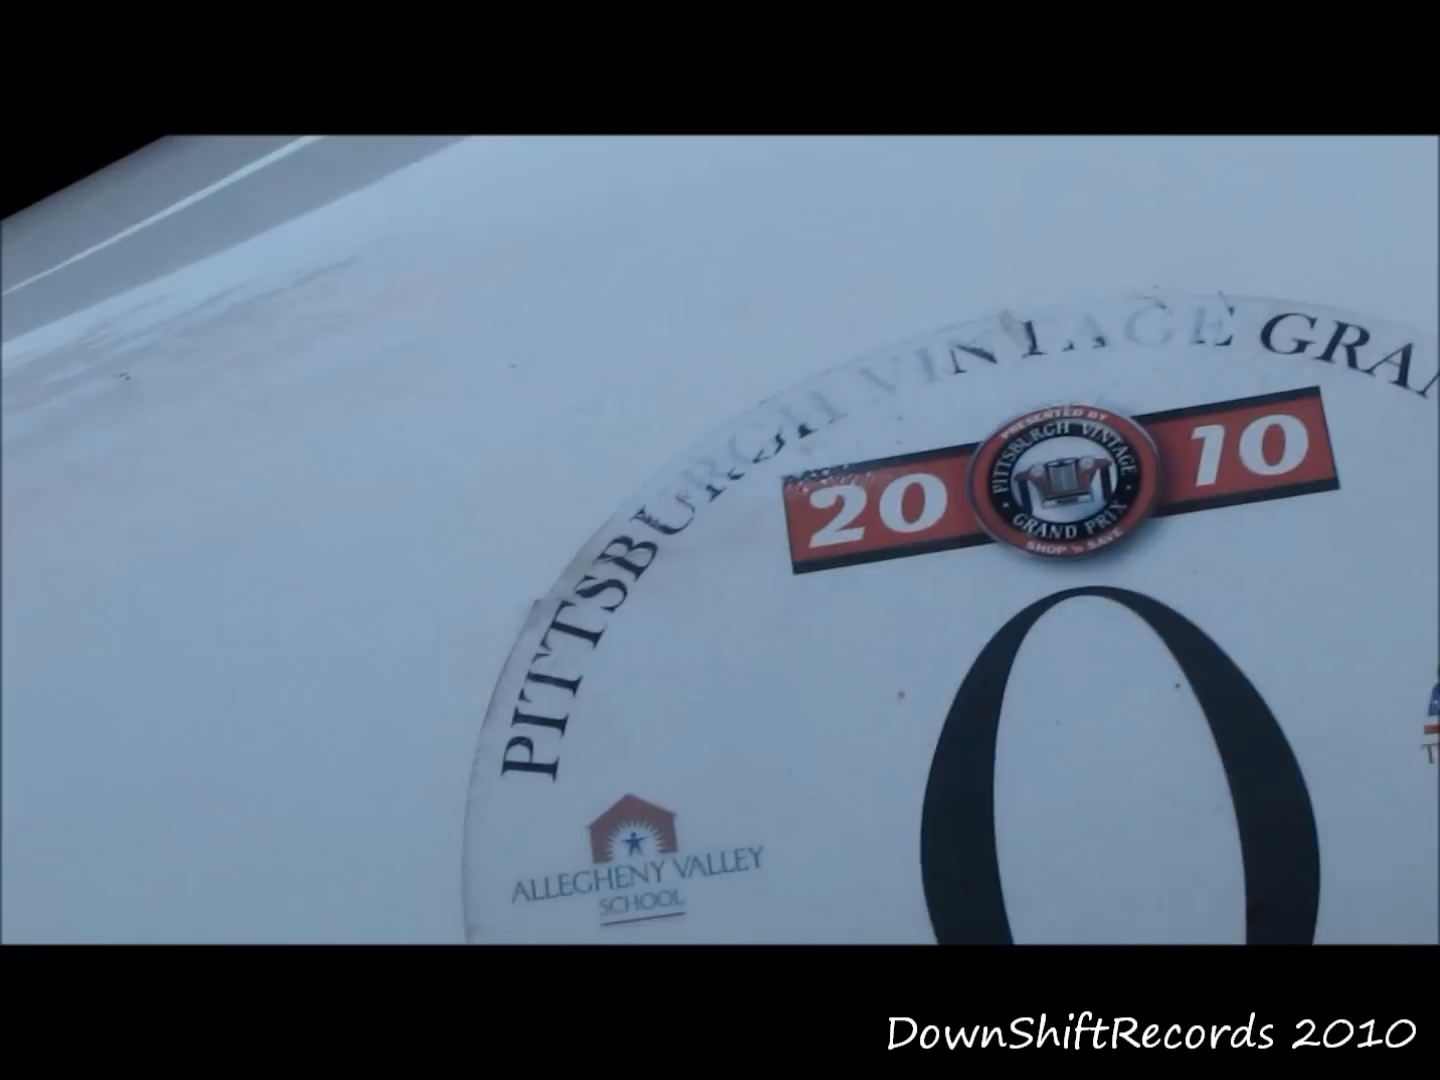 PITTSBURGH VINTAGE GRA
20 10
PRESENTED BY
PITTSBURGH VINTAGE
GRAND PRIX
SHOP 'n SAVE
0
ALLEGHENY VALLEY
SCHOOL
T
DownShiftRecords 2010